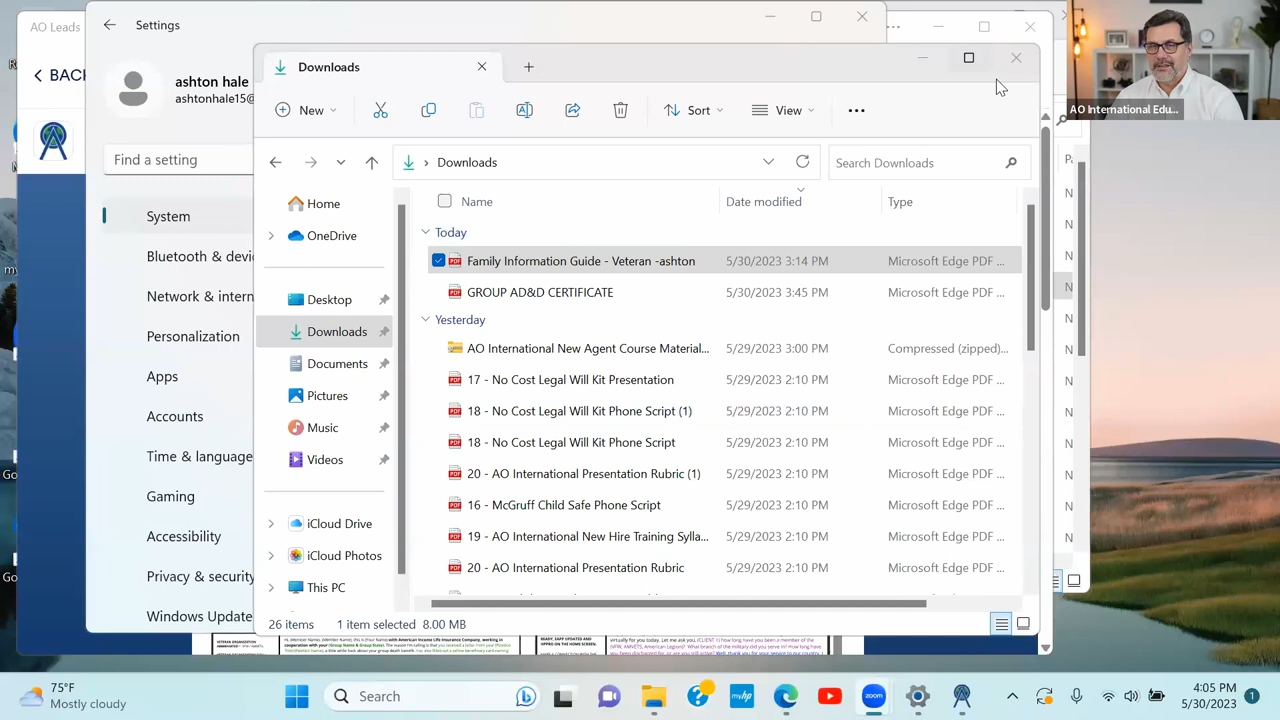 AO Leads
Settings
BACK
ashton hale
ashtonhale15@
Find a setting
System
Bluetooth & devi
Network & intern
Personalization
Apps
Accounts
Time & language
Gaming
Accessibility
Privacy & security
Windows Update
Downloads
New
Sort
View
Downloads
Search Downloads
Home
OneDrive
Desktop
Downloads
Documents
Pictures
Music
Videos
iCloud Drive
iCloud Photos
This PC
Name Date modified Type
Today
Family Information Guide - Veteran -ashton 5/30/2023 3:14 PM Microsoft Edge PDF ...
GROUP AD&D CERTIFICATE 5/30/2023 3:45 PM Microsoft Edge PDF ...
Yesterday
AO International New Agent Course Material... 5/29/2023 3:00 PM Compressed (zipped)...
17 - No Cost Legal Will Kit Presentation 5/29/2023 2:10 PM Microsoft Edge PDF ...
18 - No Cost Legal Will Kit Phone Script (1) 5/29/2023 2:10 PM Microsoft Edge PDF ...
18 - No Cost Legal Will Kit Phone Script 5/29/2023 2:10 PM Microsoft Edge PDF ...
20 - AO International Presentation Rubric (1) 5/29/2023 2:10 PM Microsoft Edge PDF ...
16 - McGruff Child Safe Phone Script 5/29/2023 2:10 PM Microsoft Edge PDF ...
19 - AO International New Hire Training Sylla... 5/29/2023 2:10 PM Microsoft Edge PDF ...
20 - AO International Presentation Rubric 5/29/2023 2:10 PM Microsoft Edge PDF ...
26 items 1 item selected 8.00 MB
AO International Edu...
75°F
Mostly cloudy
Search
zoom
4:05 PM
5/30/2023
1